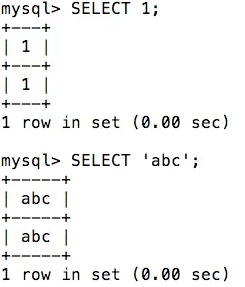 mysql> SELECT 1;
+---+
| 1 |
+---+
| 1 |
+---+
1 row in set (0.00 sec)
mysql> SELECT 'abc';
+-----+
| abc |
+-----+
| abc |
+-----+
1 row in set (0.00 sec)